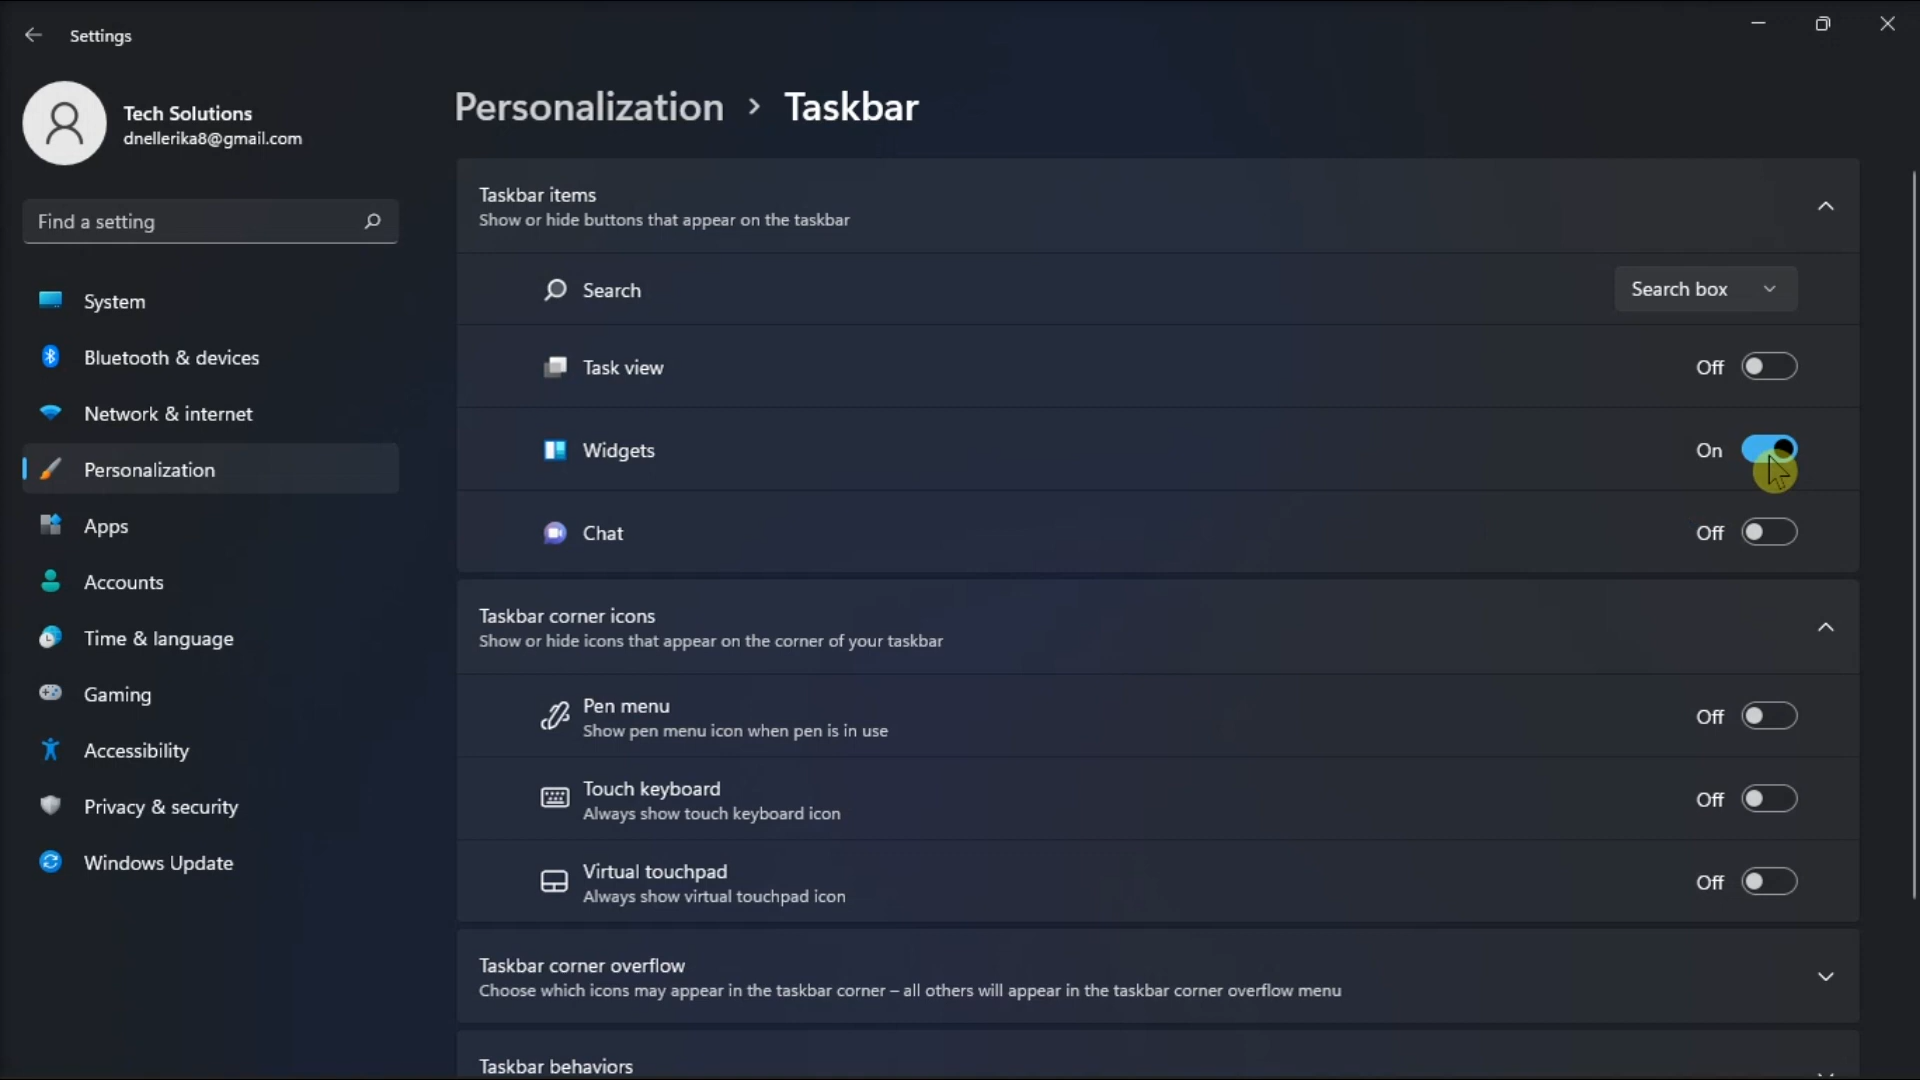 Settings
Tech Solutions
dnellerika8@gmail.com
Find a setting
System
Bluetooth & devices
Network & internet
Personalization
Apps
Accounts
Time & language
Gaming
Accessibility
Privacy & security
Windows Update
Personalization > Taskbar
Taskbar items
Show or hide buttons that appear on the taskbar
Search
Search box
Task view
Off
Widgets
On
Chat
Off
Taskbar corner icons
Show or hide icons that appear on the corner of your taskbar
Pen menu
Show pen menu icon when pen is in use
Off
Touch keyboard
Always show touch keyboard icon
Off
Virtual touchpad
Always show virtual touchpad icon
Off
Taskbar corner overflow
Choose which icons may appear in the taskbar corner – all others will appear in the taskbar corner overflow menu
Taskbar behaviors